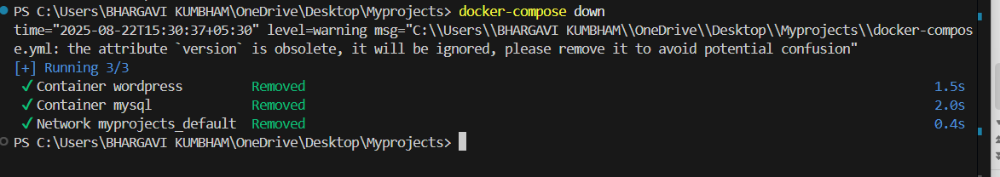 PS C:\Users\BHARGAVI KUMBHAM\OneDrive\Desktop\Myprojects> docker-compose down
time="2025-08-22T15:30:37+05:30" level=warning msg="C:\\Users\\BHARGAVI KUMBHAM\\OneDrive\\Desktop\\Myprojects\\docker-compos
e.yml: the attribute `version` is obsolete, it will be ignored, please remove it to avoid potential confusion"
[+] Running 3/3
✓ Container wordpress Removed 1.5s
✓ Container mysql Removed 2.0s
✓ Network myprojects_default Removed 0.4s
PS C:\Users\BHARGAVI KUMBHAM\OneDrive\Desktop\Myprojects>